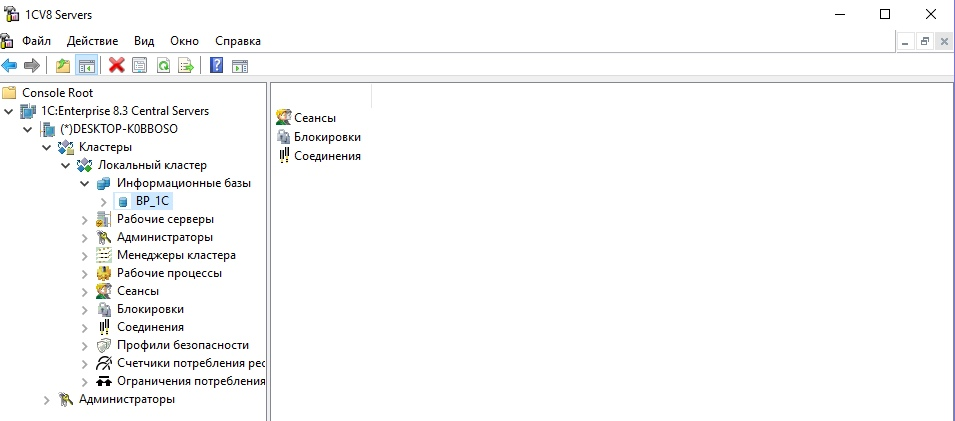 1CV8 Servers
Файл Действие Вид Окно Справка
Console Root
1C:Enterprise 8.3 Central Servers
(*)DESKTOP-K0BBOSO
Кластеры
Локальный кластер
Информационные базы
BP_1C
Рабочие серверы
Администраторы
Менеджеры кластера
Рабочие процессы
Сеансы
Блокировки
Соединения
Профили безопасности
Счетчики потребления рес
Ограничения потребления
Администраторы
Сеансы
Блокировки
Соединения